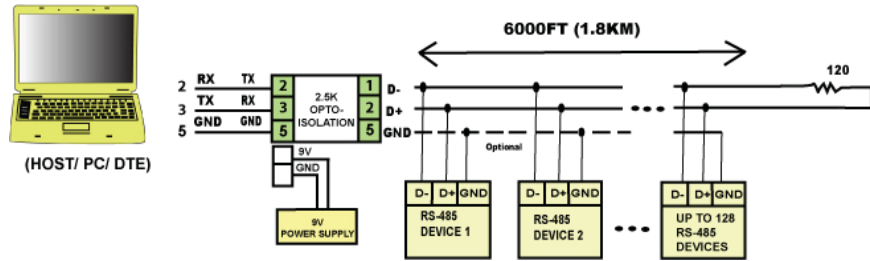 6000FT (1.8KM)
120
2 RX TX 2
3 TX RX 3
5 GND GND 5
2.5K
OPTO-
ISOLATION
1 D-
2 D+
5 GND
Optional
(HOST/ PC/ DTE)
9V
GND
9V
POWER SUPPLY
D- D+ GND
RS-485
DEVICE 1
D- D+ GND
RS-485
DEVICE 2
D- D+ GND
UP TO 128
RS-485
DEVICES